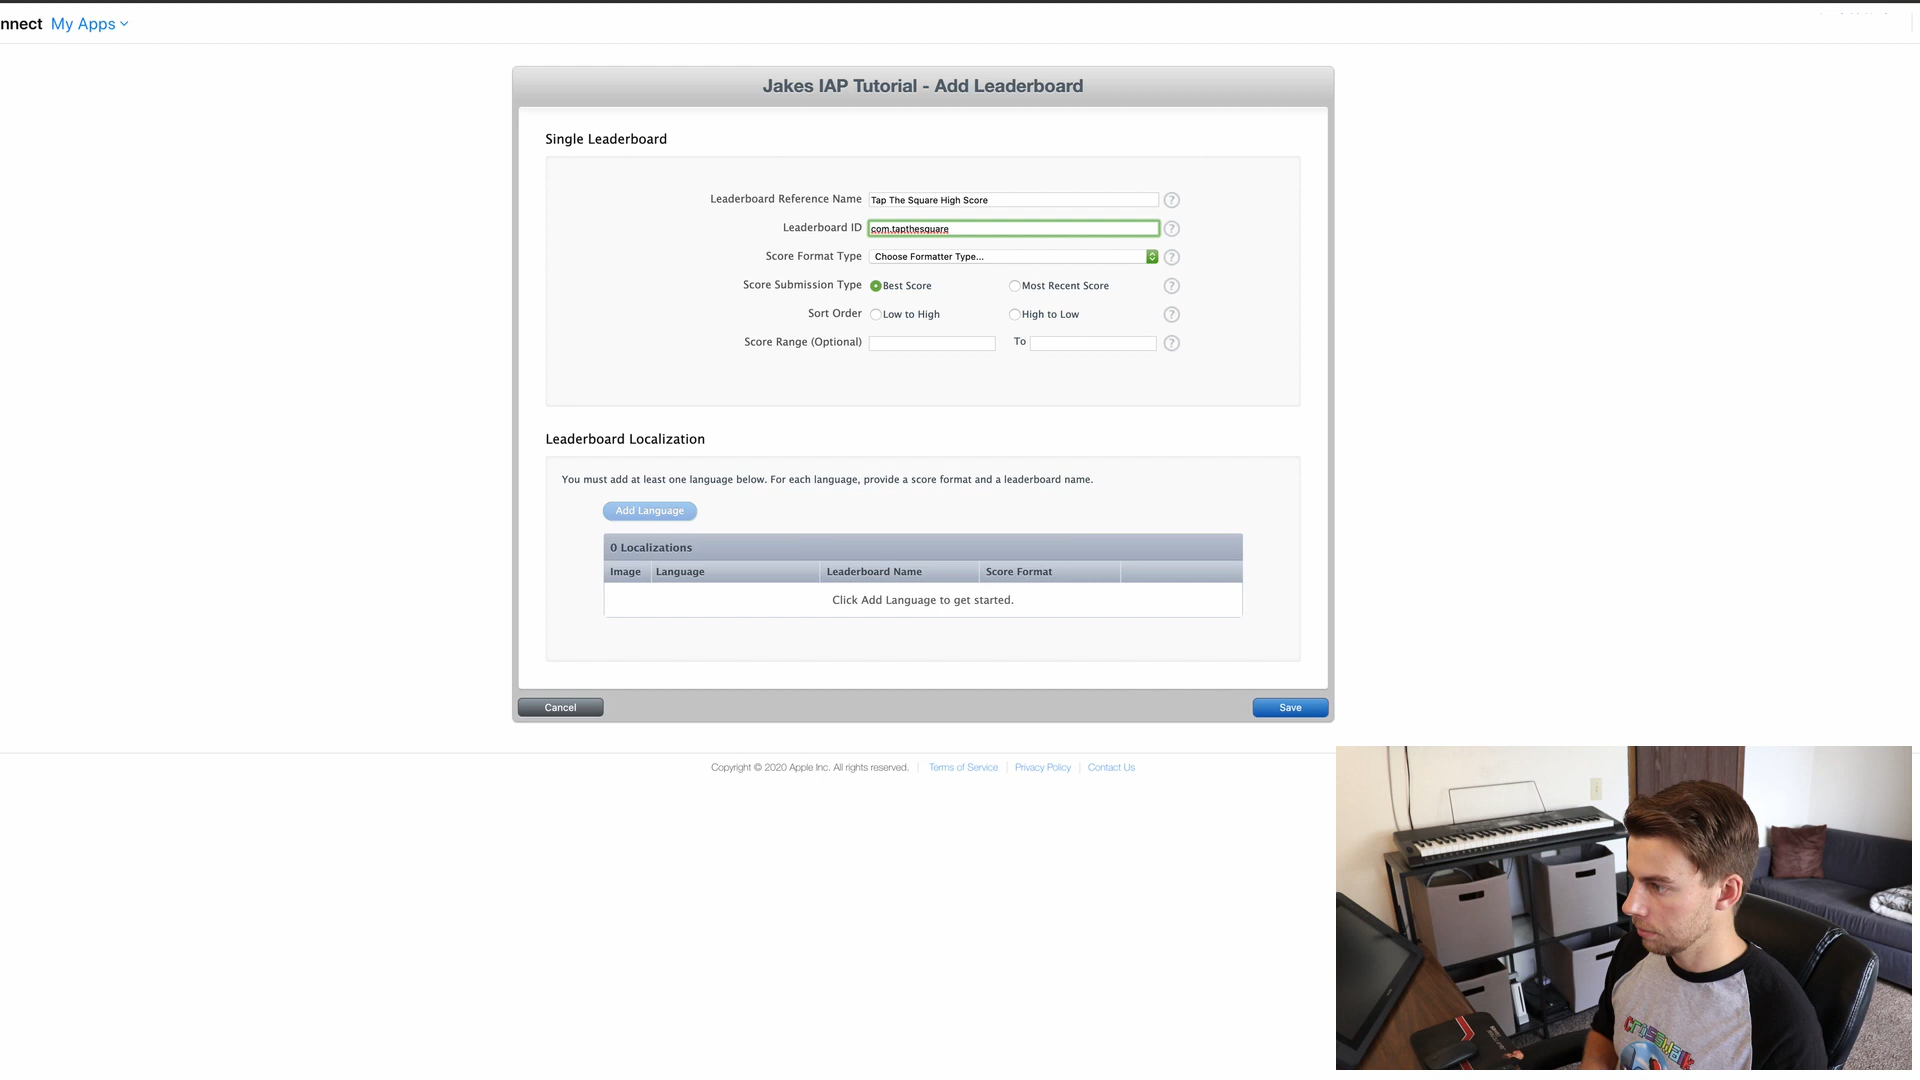 nnect My Apps
Jakes IAP Tutorial - Add Leaderboard
Single Leaderboard
Leaderboard Reference Name Tap The Square High Score ?
Leaderboard ID com.tapthesquare ?
Score Format Type Choose Formatter Type... ?
Score Submission Type Best Score Most Recent Score ?
Sort Order Low to High High to Low ?
Score Range (Optional) To ?
Leaderboard Localization
You must add at least one language below. For each language, provide a score format and a leaderboard name.
Add Language
0 Localizations
Image Language Leaderboard Name Score Format
Click Add Language to get started.
Cancel Save
Copyright © 2020 Apple Inc. All rights reserved. Terms of Service Privacy Policy Contact Us
Crosswalk